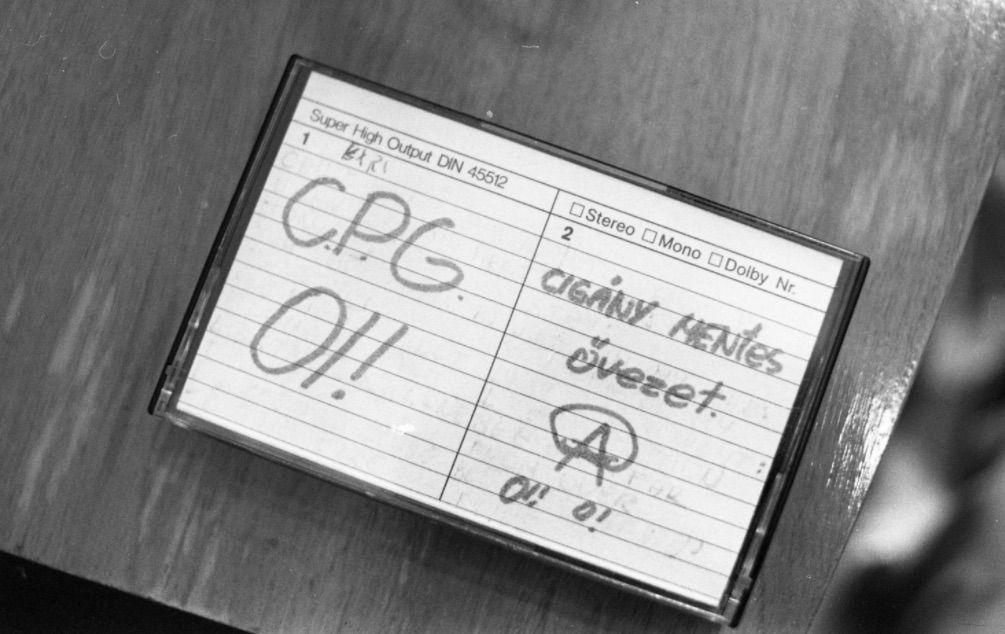 Super High Output DIN 45512
1
C.P.G.
OI!!
☐ Stereo ☐ Mono ☐ Dolby Nr.
2
CIGÁNY MENTES
övezet.
A
OI!! OI